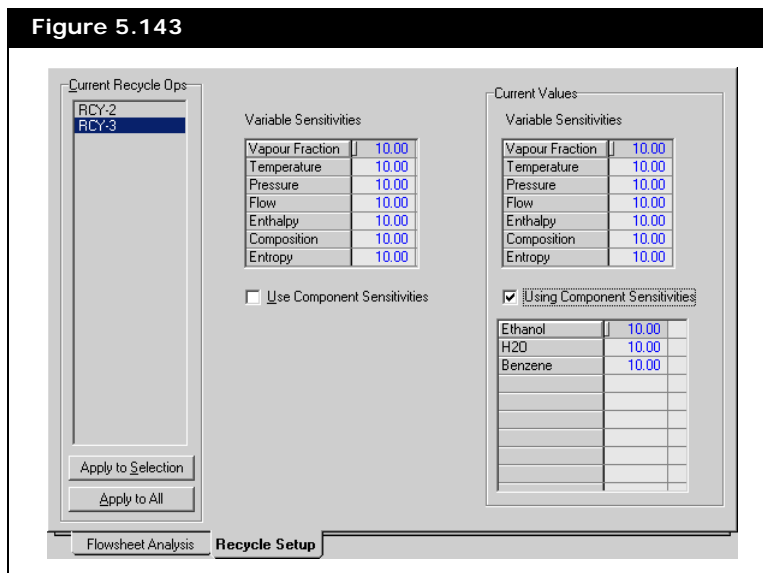 Figure 5.143
Current Recycle Ops
RCY-2
RCY-3
Apply to Selection
Apply to All
Variable Sensitivities
Vapour Fraction 10.00
Temperature 10.00
Pressure 10.00
Flow 10.00
Enthalpy 10.00
Composition 10.00
Entropy 10.00
Use Component Sensitivities
Current Values
Variable Sensitivities
Vapour Fraction 10.00
Temperature 10.00
Pressure 10.00
Flow 10.00
Enthalpy 10.00
Composition 10.00
Entropy 10.00
Using Component Sensitivities
Ethanol 10.00
H2O 10.00
Benzene 10.00
Flowsheet Analysis Recycle Setup